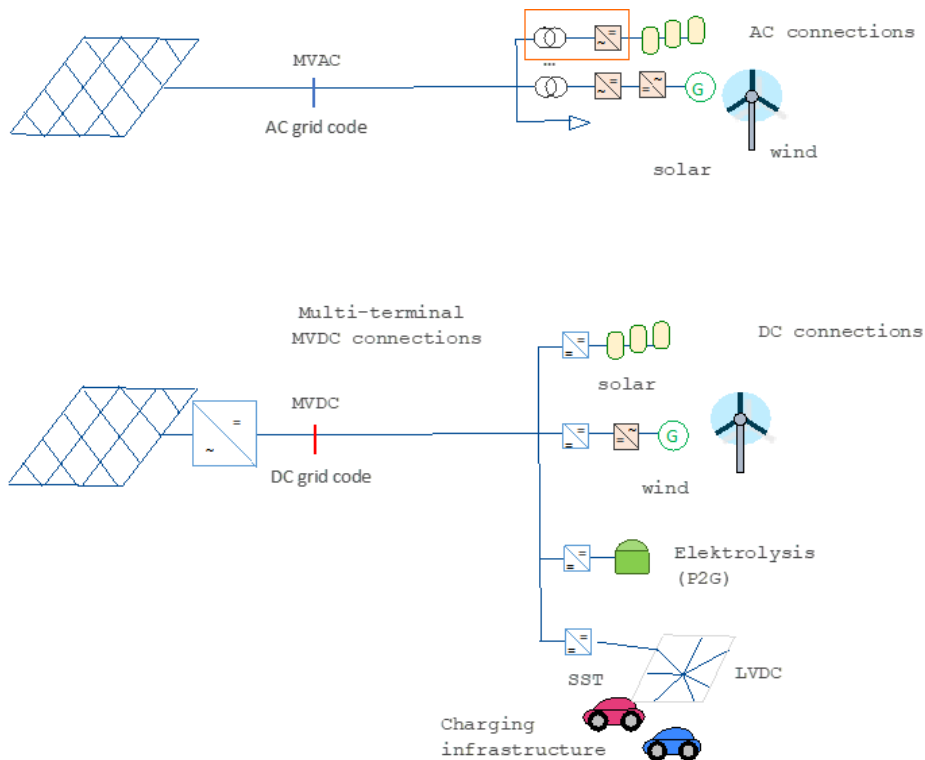 AC connections
MVAC
...
~ =
~ =
= ~
G
AC grid code
wind
solar
Multi-terminal
MVDC connections
DC connections
= =
solar
MVDC
= ~
= =
= ~
G
DC grid code
wind
= =
Elektrolysis
(P2G)
= =
SST
LVDC
Charging
infrastructure